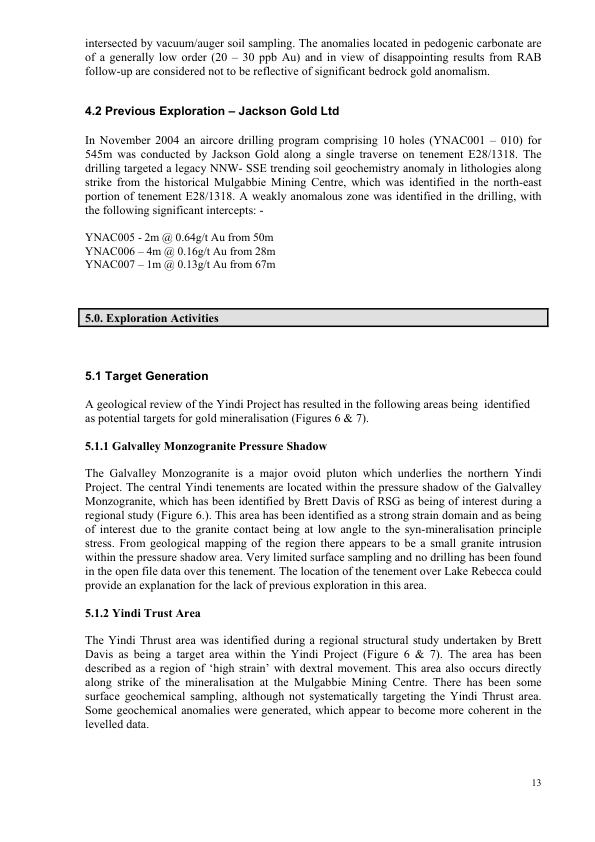 intersected by vacuum/auger soil sampling. The anomalies located in pedogenic carbonate are
of a generally low order (20 – 30 ppb Au) and in view of disappointing results from RAB
follow-up are considered not to be reflective of significant bedrock gold anomalism.
4.2 Previous Exploration – Jackson Gold Ltd
In November 2004 an aircore drilling program comprising 10 holes (YNAC001 – 010) for
545m was conducted by Jackson Gold along a single traverse on tenement E28/1318. The
drilling targeted a legacy NNW- SSE trending soil geochemistry anomaly in lithologies along
strike from the historical Mulgabbie Mining Centre, which was identified in the north-east
portion of tenement E28/1318. A weakly anomalous zone was identified in the drilling, with
the following significant intercepts: -
YNAC005 - 2m @ 0.64g/t Au from 50m
YNAC006 – 4m @ 0.16g/t Au from 28m
YNAC007 – 1m @ 0.13g/t Au from 67m
5.0. Exploration Activities
5.1 Target Generation
A geological review of the Yindi Project has resulted in the following areas being  identified
as potential targets for gold mineralisation (Figures 6 & 7).
5.1.1 Galvalley Monzogranite Pressure Shadow
The Galvalley Monzogranite is a major ovoid pluton which underlies the northern Yindi
Project. The central Yindi tenements are located within the pressure shadow of the Galvalley
Monzogranite, which has been identified by Brett Davis of RSG as being of interest during a
regional study (Figure 6.). This area has been identified as a strong strain domain and as being
of interest due to the granite contact being at low angle to the syn-mineralisation principle
stress. From geological mapping of the region there appears to be a small granite intrusion
within the pressure shadow area. Very limited surface sampling and no drilling has been found
in the open file data over this tenement. The location of the tenement over Lake Rebecca could
provide an explanation for the lack of previous exploration in this area.
5.1.2 Yindi Trust Area
The Yindi Thrust area was identified during a regional structural study undertaken by Brett
Davis as being a target area within the Yindi Project (Figure 6 & 7). The area has been
described as a region of ‘high strain’ with dextral movement. This area also occurs directly
along strike of the mineralisation at the Mulgabbie Mining Centre. There has been some
surface geochemical sampling, although not systematically targeting the Yindi Thrust area.
Some geochemical anomalies were generated, which appear to become more coherent in the
levelled data.
13